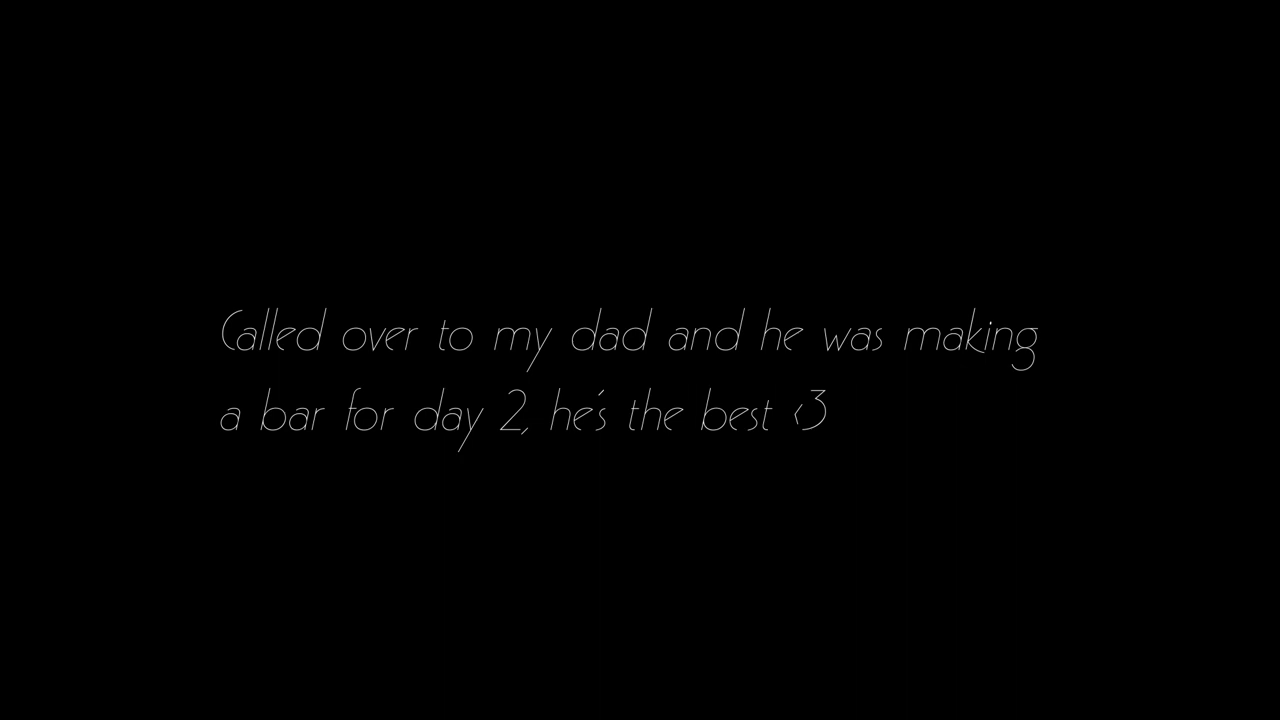 Called over to my dad and he was making
a bar for day 2, he's the best <3